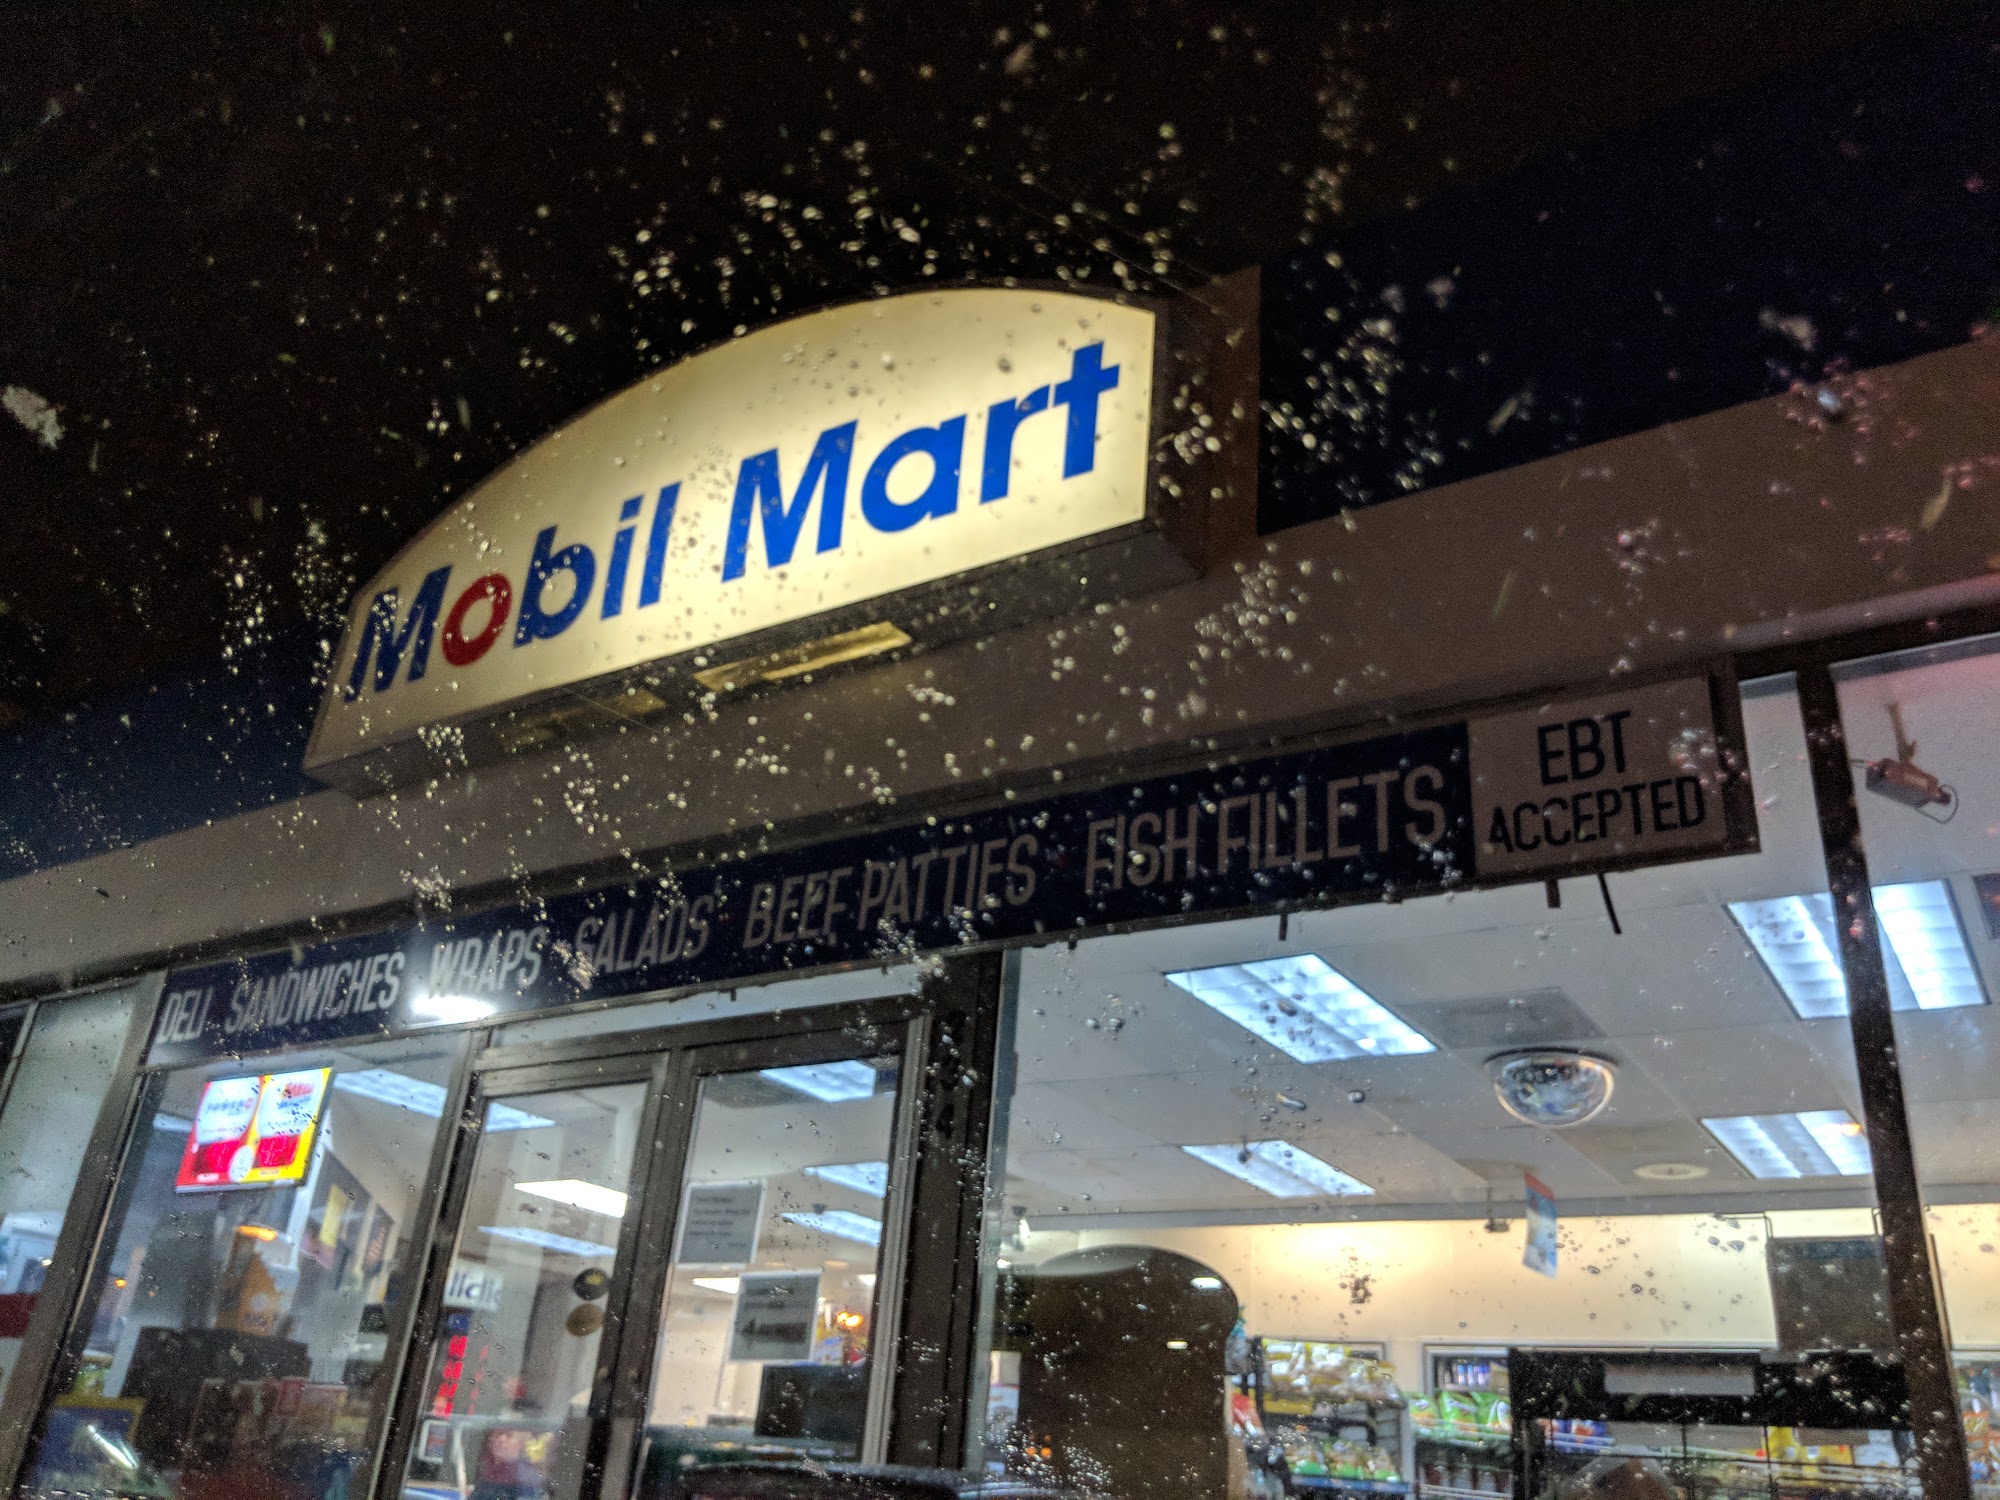 Mobil Mart
DELI SANDWICHES WRAPS SALADS BEEF PATTIES FISH FILLETS
EBT
ACCEPTED